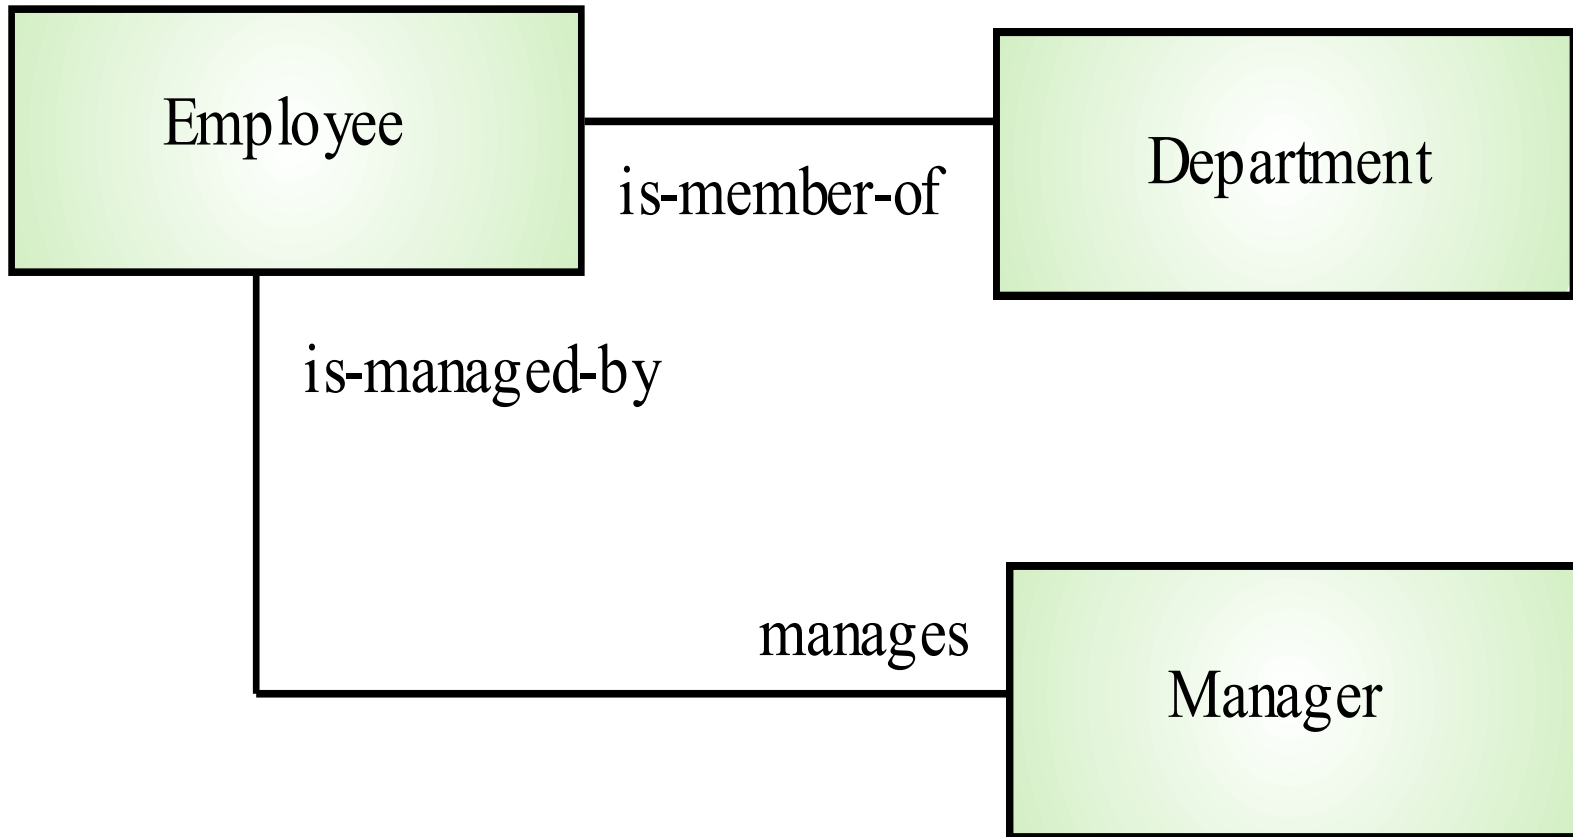 Employee
Department
is-member-of
is-managed-by
manages
Manager